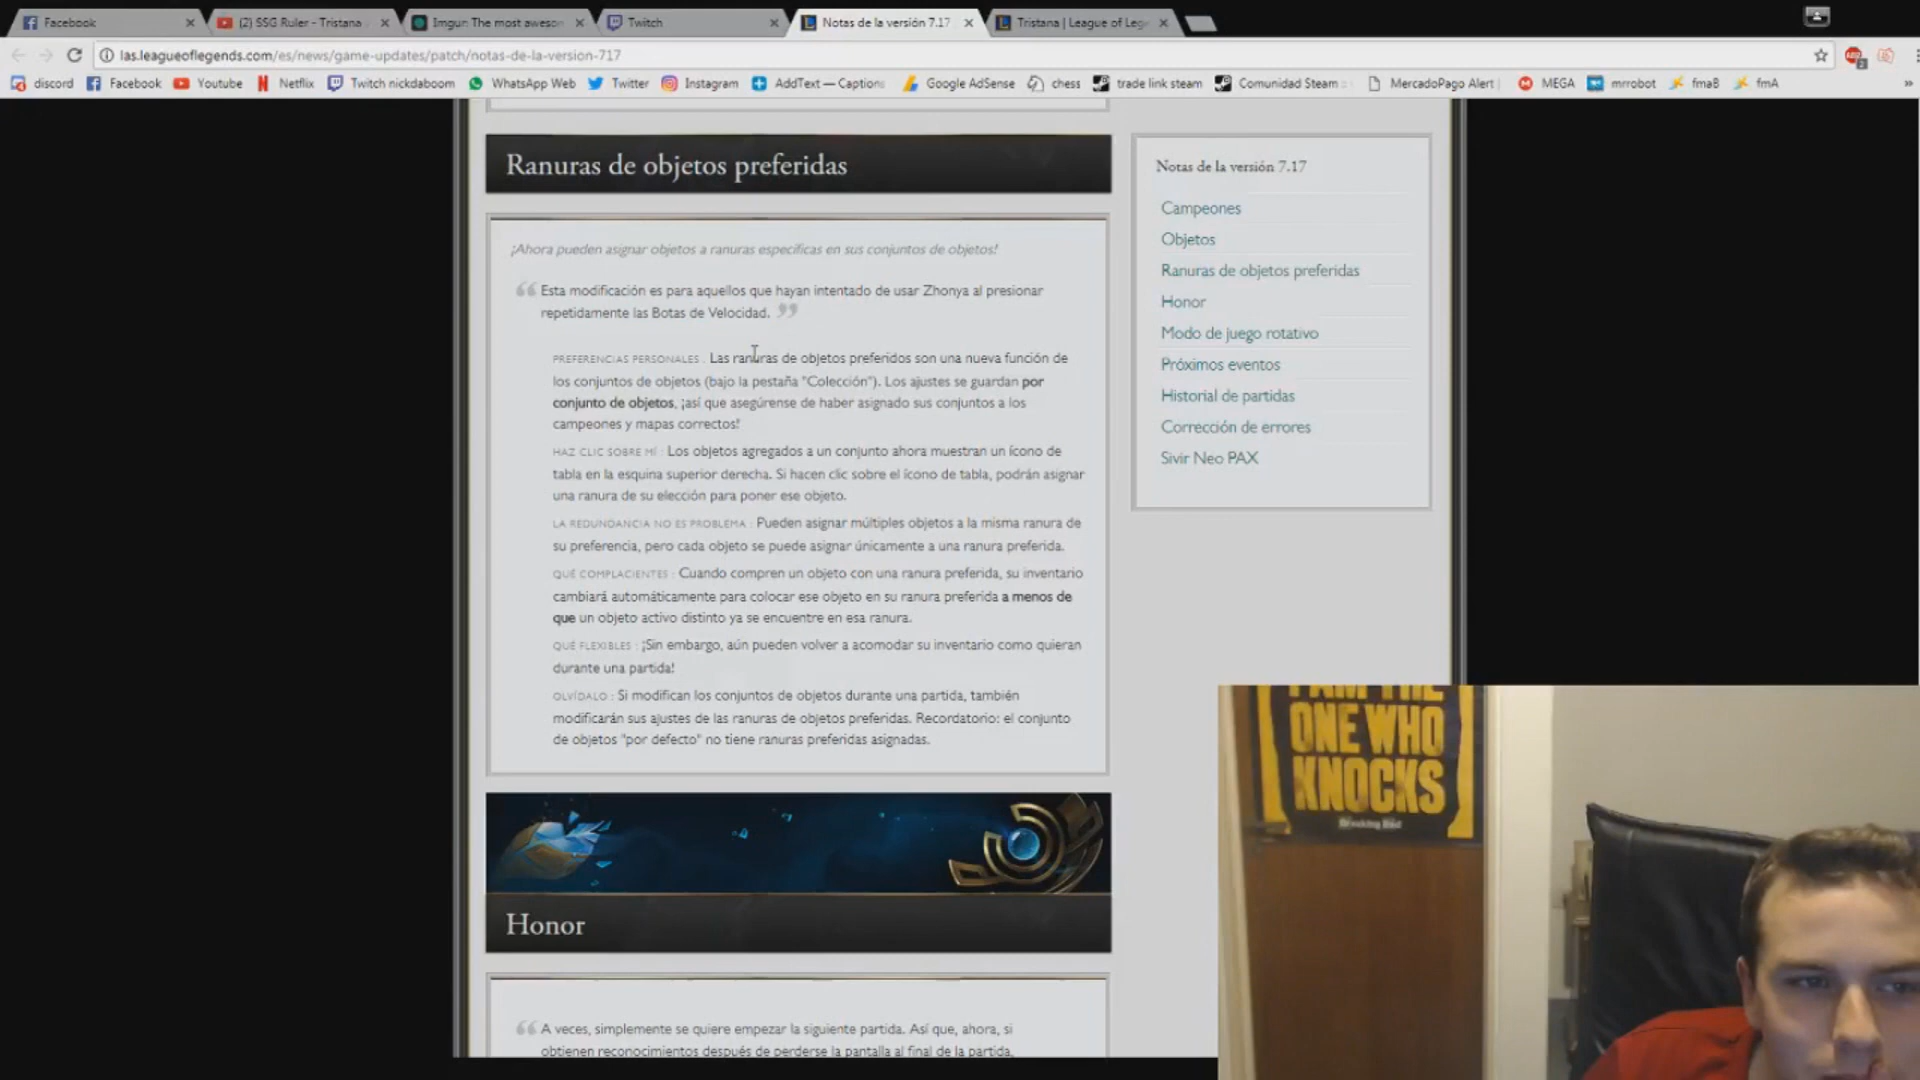 Facebook
(2) SSG Ruler - Tristana
Imgur: The most aweson
Twitch
Notas de la versión 7.17
Tristana | League of Leg
las.leagueoflegends.com/es/news/game-updates/patch/notas-de-la-version-717
discord
Facebook
Youtube
Netflix
Twitch nickdaboom
WhatsApp Web
Twitter
Instagram
AddText — Captions
Google AdSense
chess
trade link steam
Comunidad Steam ::
MercadoPago Alert
MEGA
mrrobot
fmaB
fmA
Ranuras de objetos preferidas
¡Ahora pueden asignar objetos a ranuras específicas en sus conjuntos de objetos!
Esta modificación es para aquellos que hayan intentado de usar Zhonya al presionar
repetidamente las Botas de Velocidad.
PREFERENCIAS PERSONALES : Las ranuras de objetos preferidos son una nueva función de
los conjuntos de objetos (bajo la pestaña "Colección"). Los ajustes se guardan por
conjunto de objetos, ¡así que asegúrense de haber asignado sus conjuntos a los
campeones y mapas correctos!
HAZ CLIC SOBRE MÍ : Los objetos agregados a un conjunto ahora muestran un ícono de
tabla en la esquina superior derecha. Si hacen clic sobre el ícono de tabla, podrán asignar
una ranura de su elección para poner ese objeto.
LA REDUNDANCIA NO ES PROBLEMA : Pueden asignar múltiples objetos a la misma ranura de
su preferencia, pero cada objeto se puede asignar únicamente a una ranura preferida.
QUÉ COMPLACIENTES : Cuando compren un objeto con una ranura preferida, su inventario
cambiará automáticamente para colocar ese objeto en su ranura preferida a menos de
que un objeto activo distinto ya se encuentre en esa ranura.
QUÉ FLEXIBLES : ¡Sin embargo, aún pueden volver a acomodar su inventario como quieran
durante una partida!
OLVÍDALO : Si modifican los conjuntos de objetos durante una partida, también
modificarán sus ajustes de las ranuras de objetos preferidas. Recordatorio: el conjunto
de objetos "por defecto" no tiene ranuras preferidas asignadas.
Honor
A veces, simplemente se quiere empezar la siguiente partida. Así que, ahora, si
obtienen reconocimientos después de perderse la pantalla al final de la partida,
Notas de la versión 7.17
Campeones
Objetos
Ranuras de objetos preferidas
Honor
Modo de juego rotativo
Próximos eventos
Historial de partidas
Corrección de errores
Sivir Neo PAX
I AM THE
ONE WHO
KNOCKS
Breaking Bad